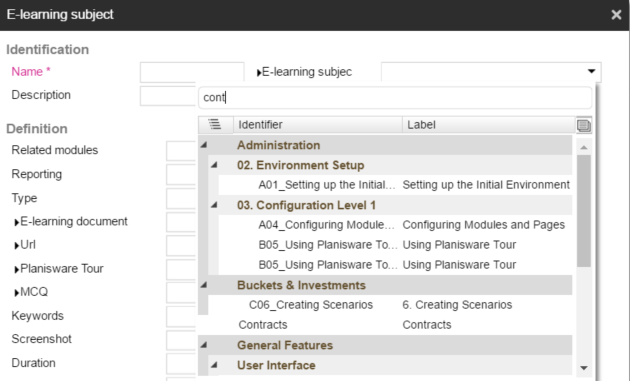 E-learning subject
Identification
Name *
▸E-learning subjec
Description
cont
Identifier Label
Definition
Administration
Related modules
02. Environment Setup
Reporting
A01_Setting up the Initial... Setting up the Initial Environment
Type
03. Configuration Level 1
▸E-learning document
A04_Configuring Module... Configuring Modules and Pages
▸Url
B05_Using Planisware To... Using Planisware Tour
▸Planisware Tour
B05_Using Planisware To... Using Planisware Tour
▸MCQ
Buckets & Investments
C06_Creating Scenarios 6. Creating Scenarios
Keywords
Contracts Contracts
Screenshot
General Features
Duration
User Interface